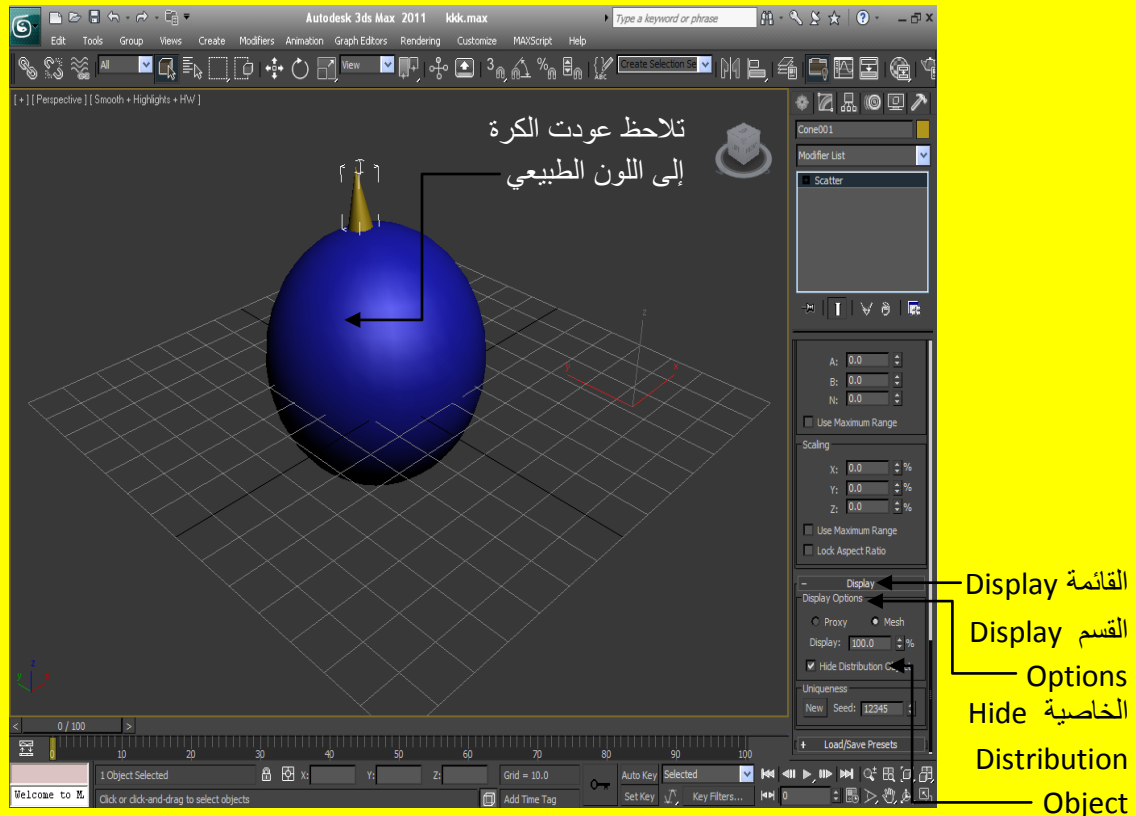 Autodesk 3ds Max 2011 kkk.max
Type a keyword or phrase
Edit Tools Group Views Create Modifiers Animation Graph Editors Rendering Customize MAXScript Help
All
View
Create Selection Se
[ + ] [ Perspective ] [ Smooth + Highlights + HW ]
تلاحظ عودت الكرة
إلى اللون الطبيعي
z
y
x
z
y
Cone001
Modifier List
Scatter
A: 0.0
B: 0.0
N: 0.0
Use Maximum Range
Scaling
X: 0.0 %
Y: 0.0 %
Z: 0.0 %
Use Maximum Range
Lock Aspect Ratio
- Display
Display Options
Proxy Mesh
Display: 100.0 %
Hide Distribution
Uniqueness
New Seed: 12345
+ Load/Save Presets
القائمة Display
القسم Display
Options
الخاصية Hide
Distribution
Object
< 0 / 100 >
0 10 20 30 40 50 60 70 80 90 100
1 Object Selected X: Y: Z: Grid = 10.0 Auto Key Selected
Welcome to M. Click or click-and-drag to select objects Add Time Tag Set Key Key Filters... 0